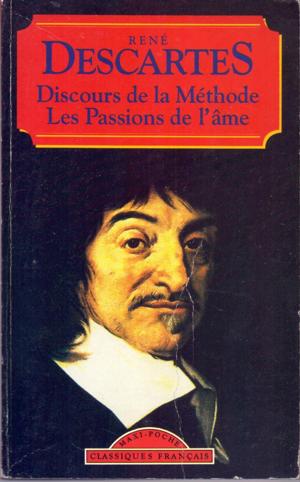 RENÉ
DESCARTES
Discours de la Méthode
Les Passions de l'âme
MAXI-POCHE
CLASSIQUES FRANÇAIS